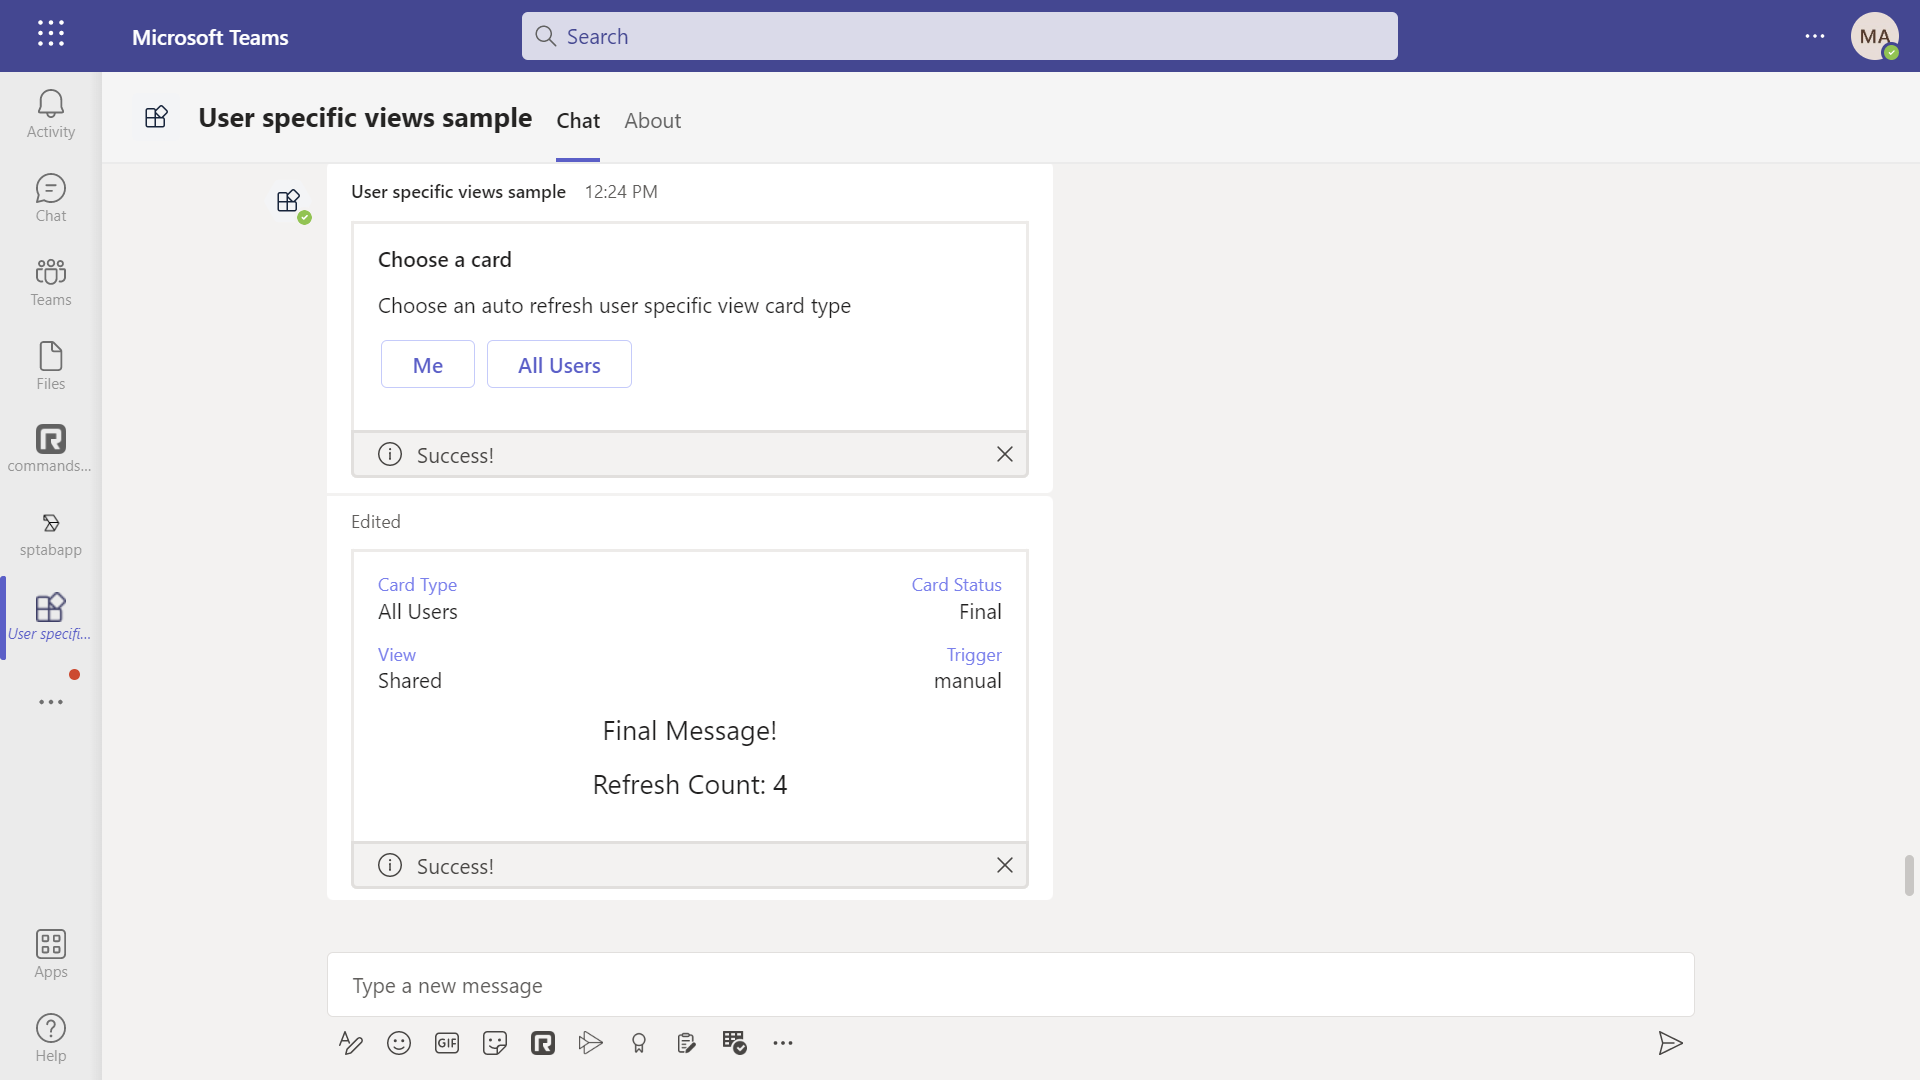 Microsoft Teams
Search
MA
Activity
Chat
Teams
Files
commands...
sptabapp
User specifi...
Apps
Help
User specific views sample
Chat
About
User specific views sample 12:24 PM
Choose a card
Choose an auto refresh user specific view card type
Me
All Users
Success!
Edited
Card Type
Card Status
All Users
Final
View
Trigger
Shared
manual
Final Message!
Refresh Count: 4
Success!
Type a new message
GIF